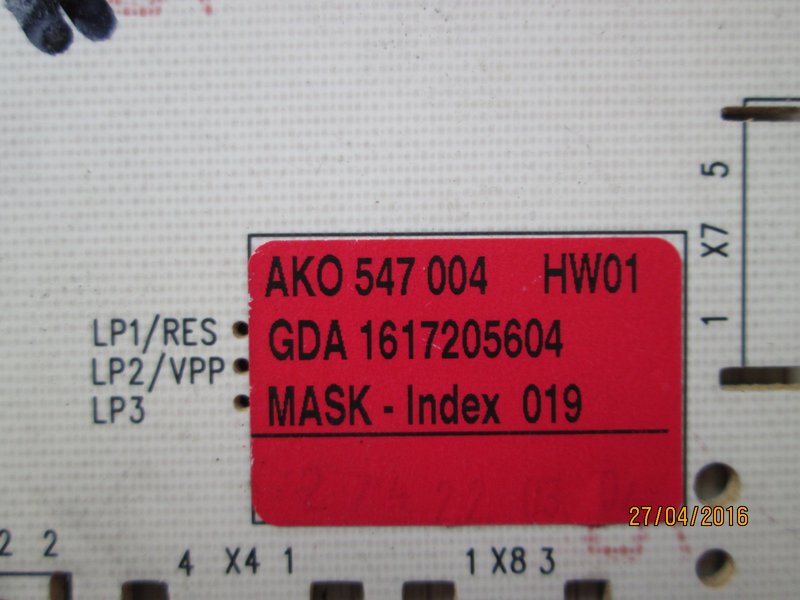 AKO 547 004 HW01
GDA 1617205604
MASK - Index 019
LP1/RES
LP2/VPP
LP3
1 X7 5
2 2
4 X4 1
1 X8 3
27/04/2016